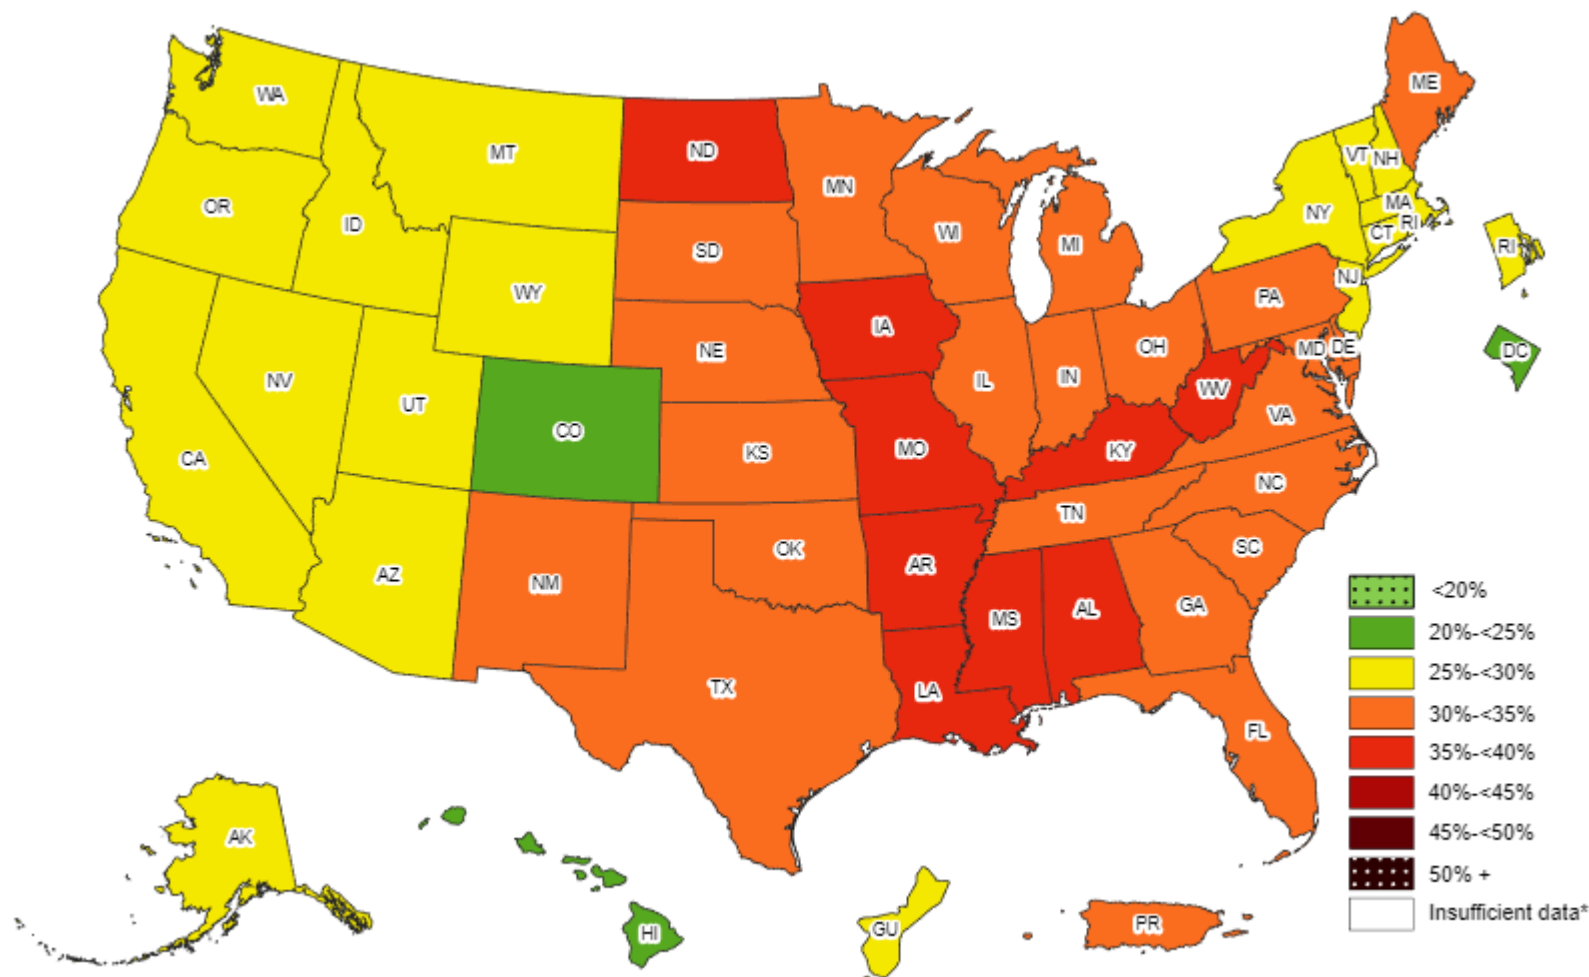 WA
MT
ND
ME
MN
VT
NH
OR
ID
SD
WI
MI
NY
MA
RI
CT
RI
WY
NJ
PA
IA
NE
OH
MD
DE
DC
NV
UT
CO
IL
IN
WV
VA
CA
KS
MO
KY
NC
TN
AZ
NM
OK
AR
SC
MS
AL
GA
TX
LA
FL
<20%
20%-<25%
25%-<30%
30%-<35%
35%-<40%
40%-<45%
45%-<50%
50% +
Insufficient data*
AK
HI
GU
PR